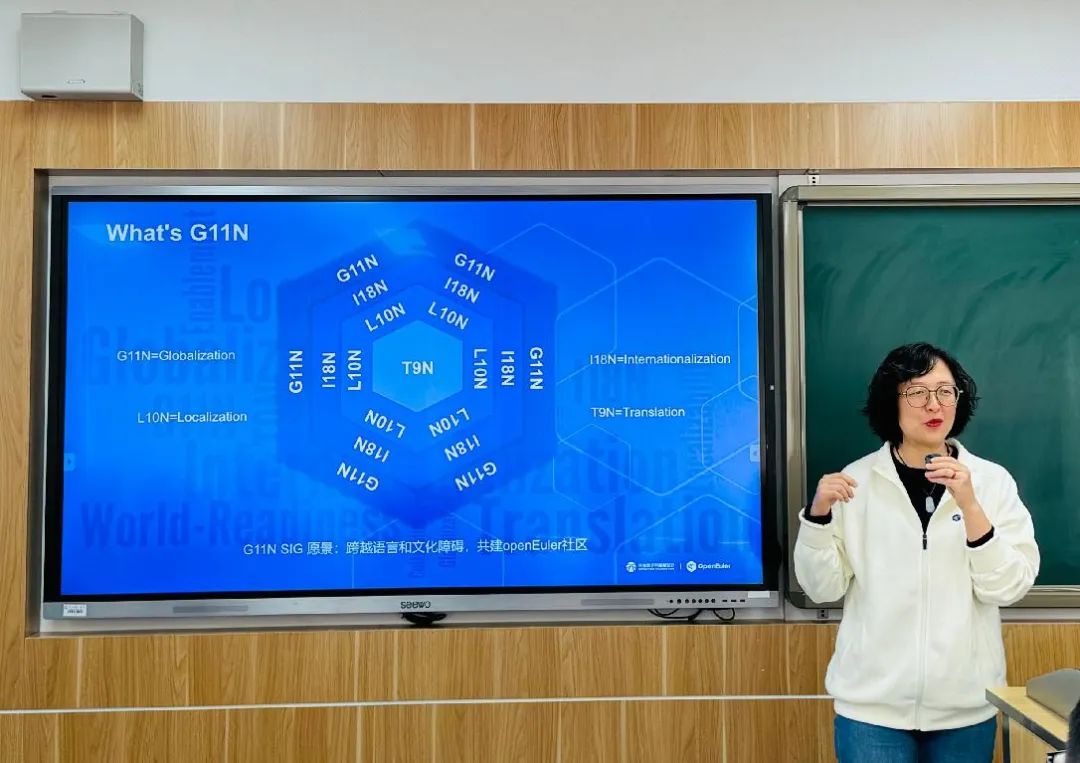 What's G11N
G11N=Globalization
L10N=Localization
G11N
I18N
L10N
G11N
I18N
L10N
G11N
I18N
L10N
T9N
L10N
I18N
G11N
L10N
I18N
G11N
L10N
I18N
G11N
I18N=Internationalization
T9N=Translation
World-Readiness
Translation
G11N SIG 愿景：跨越语言和文化障碍，共建openEuler社区
openEuler
seewo